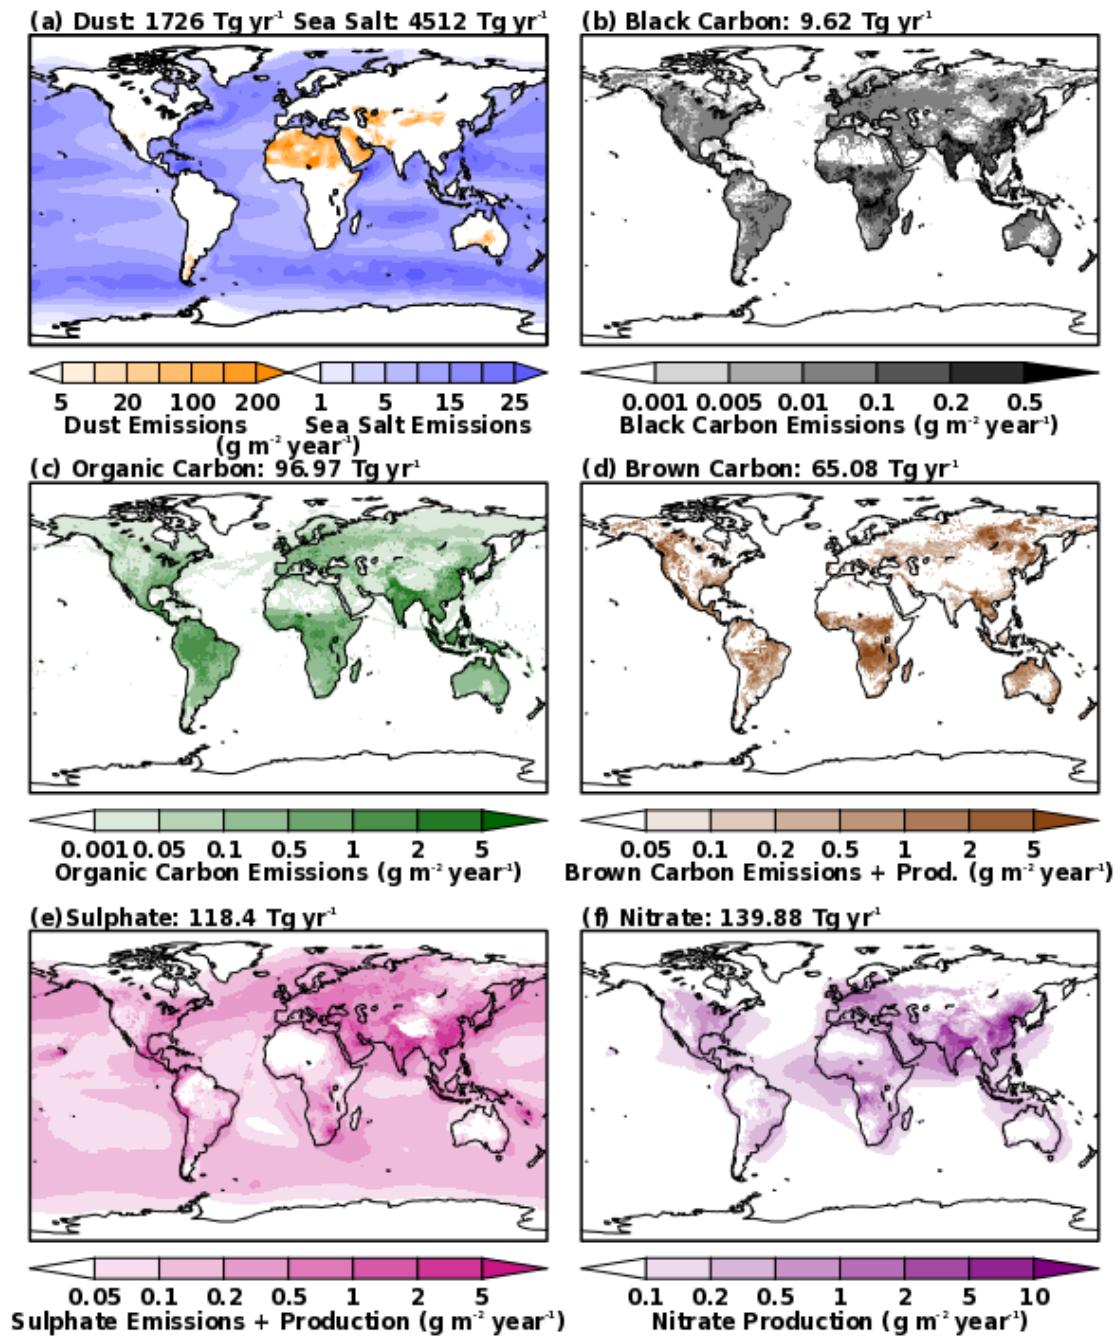 (a) Dust: 1726 Tg yr⁻¹ Sea Salt: 4512 Tg yr⁻¹
(b) Black Carbon: 9.62 Tg yr⁻¹
5 20 100 200 1 5 15 25
Dust Emissions Sea Salt Emissions
(g m⁻² year⁻¹)
0.001 0.005 0.01 0.1 0.2 0.5
Black Carbon Emissions (g m⁻² year⁻¹)
(c) Organic Carbon: 96.97 Tg yr⁻¹
(d) Brown Carbon: 65.08 Tg yr⁻¹
0.001 0.05 0.1 0.5 1 2 5
Organic Carbon Emissions (g m⁻² year⁻¹)
0.05 0.1 0.2 0.5 1 2 5
Brown Carbon Emissions + Prod. (g m⁻² year⁻¹)
(e) Sulphate: 118.4 Tg yr⁻¹
(f) Nitrate: 139.88 Tg yr⁻¹
0.05 0.1 0.2 0.5 1 2 5
Sulphate Emissions + Production (g m⁻² year⁻¹)
0.1 0.2 0.5 1 2 5 10
Nitrate Production (g m⁻² year⁻¹)